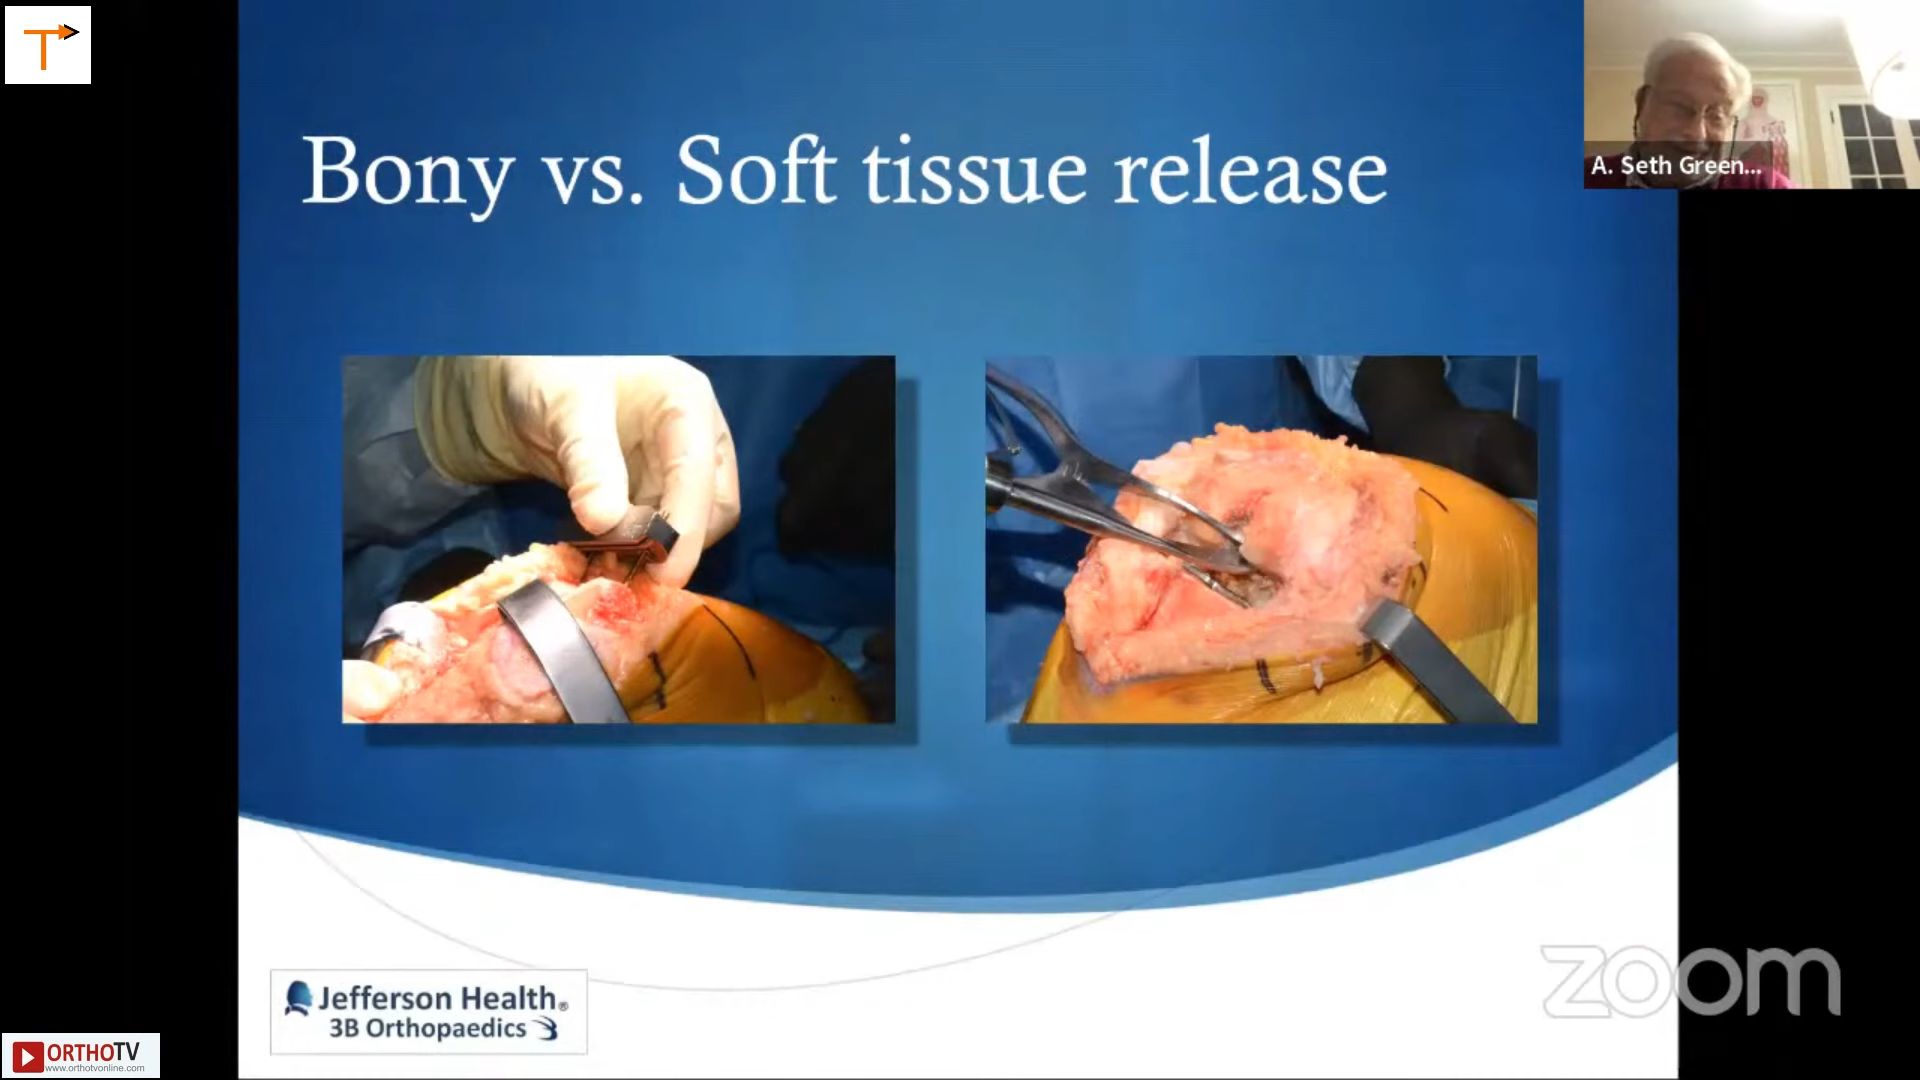 Bony vs. Soft tissue release
A. Seth Green...
Jefferson Health®
3B Orthopaedics
zoom
ORTHOTV
www.orthotvonline.com